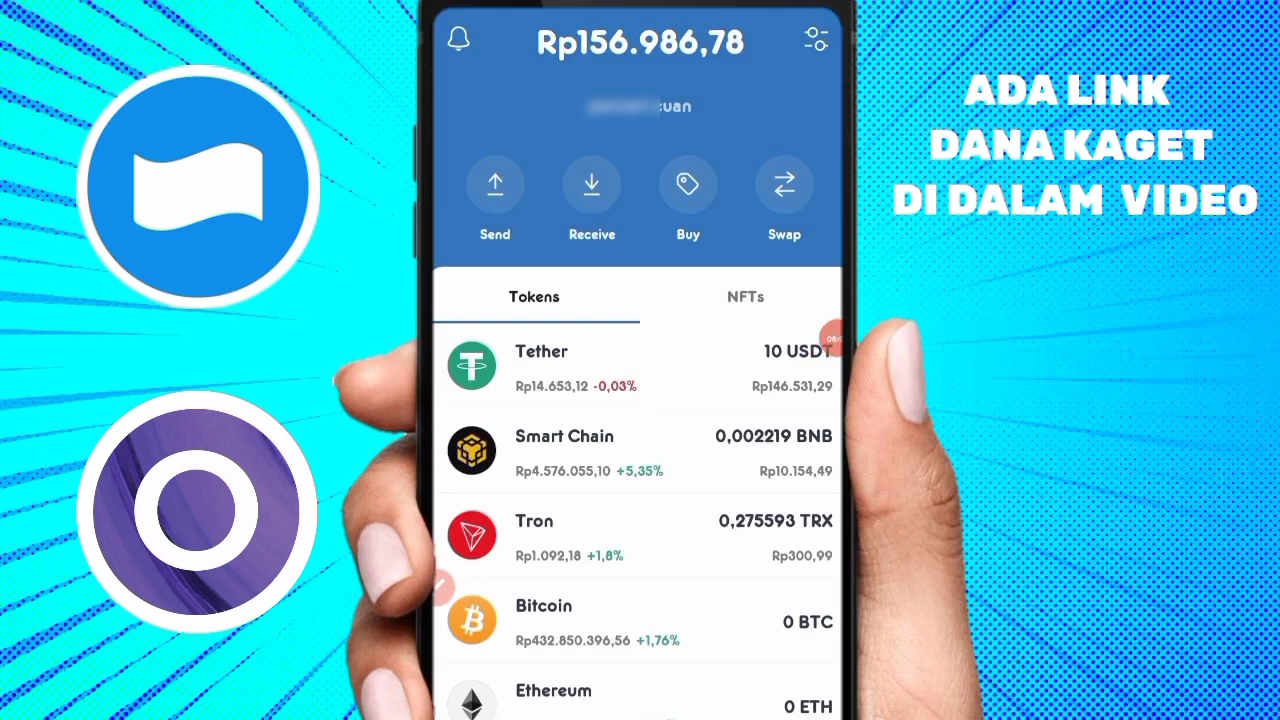 Rp156.986,78
cuan
Send
Receive
Buy
Swap
Tokens
NFTs
Tether
10 USDT
Rp14.653,12 -0,03%
Rp146.531,29
Smart Chain
0,002219 BNB
Rp4.576.055,10 +5,35%
Rp10.154,49
Tron
0,275593 TRX
Rp1.092,18 +1,8%
Rp300,99
Bitcoin
0 BTC
Rp432.850.396,56 +1,76%
Ethereum
0 ETH
ADA LINK
DANA KAGET
DI DALAM VIDEO